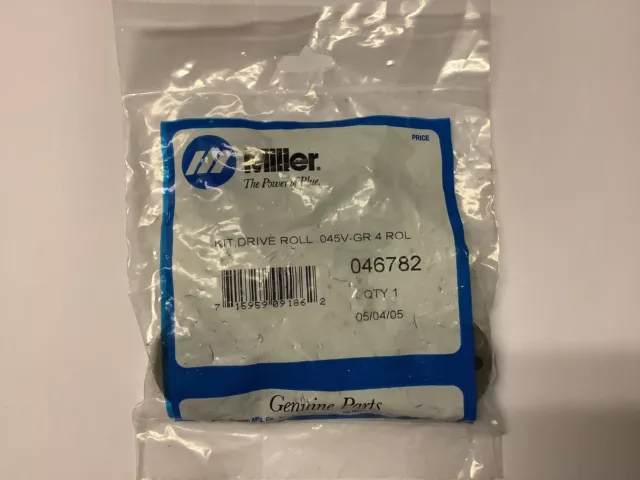 PRICE
Miller.
The Power of Blue.
KIT,DRIVE ROLL .045V-GR 4 ROL
046782
QTY 1
7 15959 09186 2
05/04/05
Genuine Parts